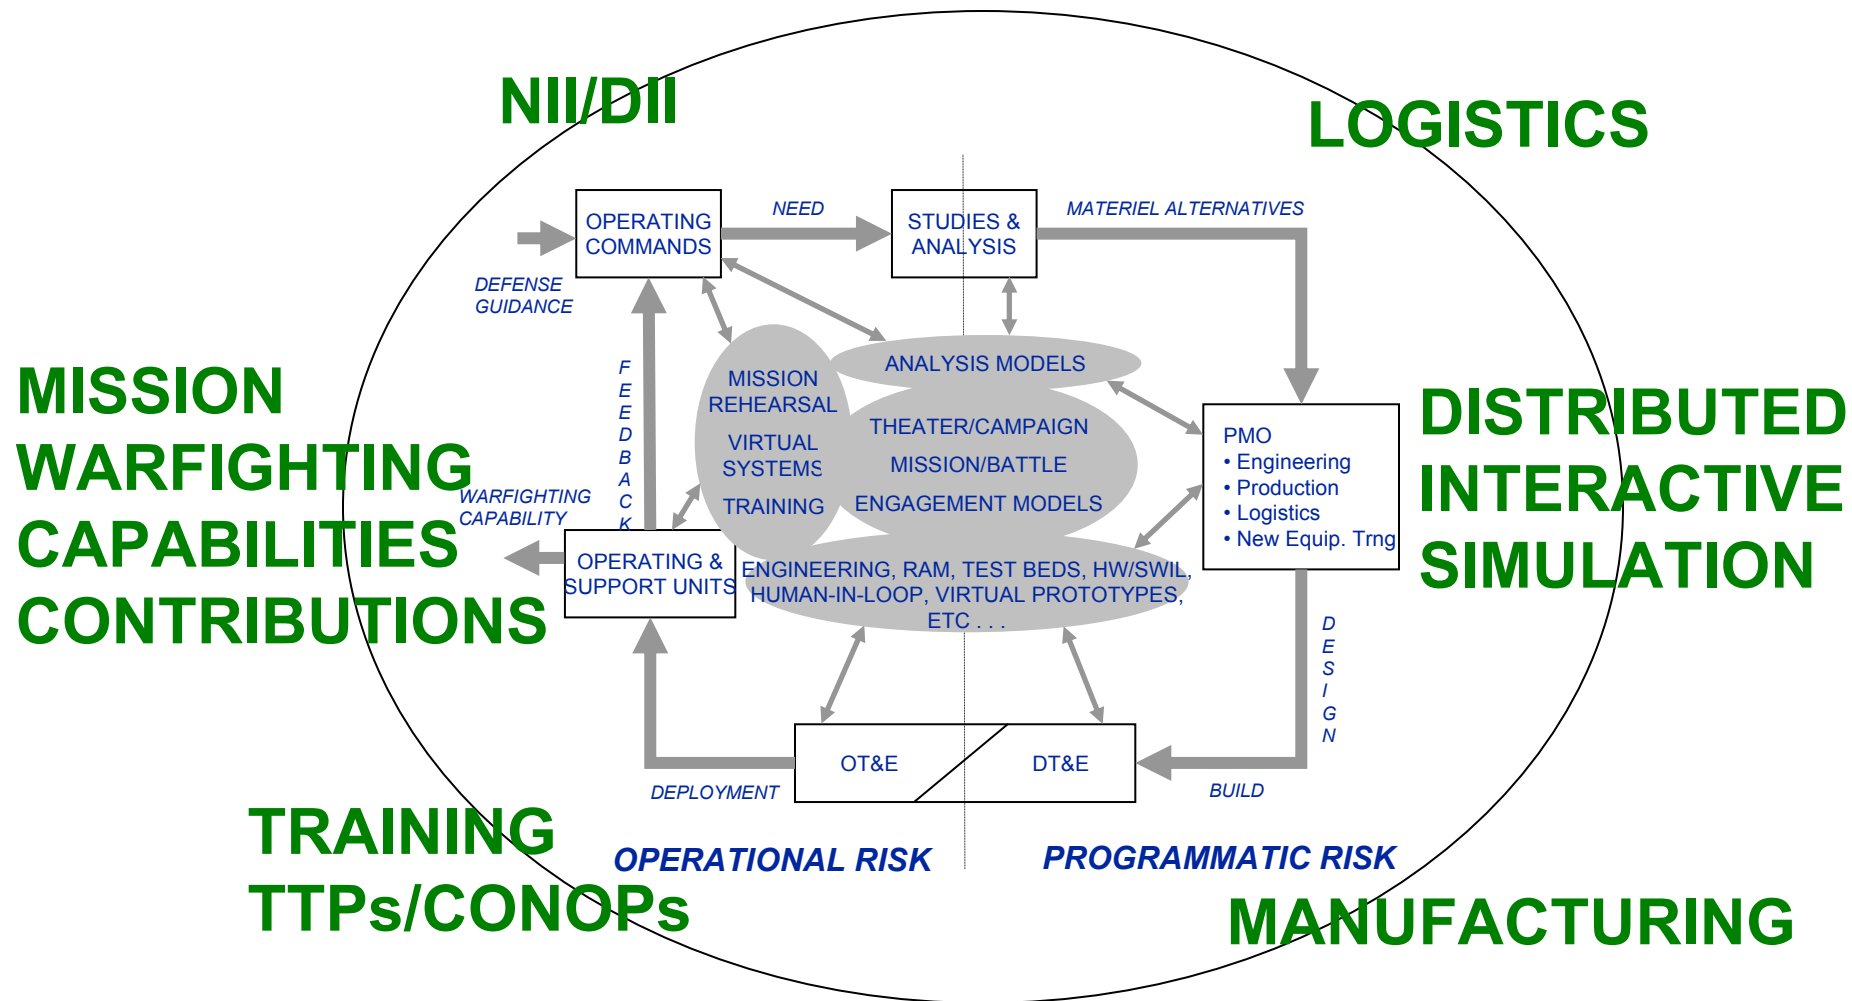 NII/DII
LOGISTICS
OPERATING
COMMANDS
NEED
STUDIES &
ANALYSIS
MATERIEL ALTERNATIVES
DEFENSE
GUIDANCE
FEEDBACK
MISSION
REHEARSAL
VIRTUAL
SYSTEMS
TRAINING
ANALYSIS MODELS
THEATER/CAMPAIGN
MISSION/BATTLE
ENGAGEMENT MODELS
PMO
• Engineering
• Production
• Logistics
• New Equip. Trng
MISSION
WARFIGHTING
CAPABILITIES
CONTRIBUTIONS
DISTRIBUTED
INTERACTIVE
SIMULATION
WARFIGHTING
CAPABILITY
OPERATING &
SUPPORT UNITS
ENGINEERING, RAM, TEST BEDS, HW/SWIL,
HUMAN-IN-LOOP, VIRTUAL PROTOTYPES,
ETC . . .
DESIGN
OT&E
DT&E
DEPLOYMENT
BUILD
TRAINING
TTPs/CONOPs
OPERATIONAL RISK
PROGRAMMATIC RISK
MANUFACTURING